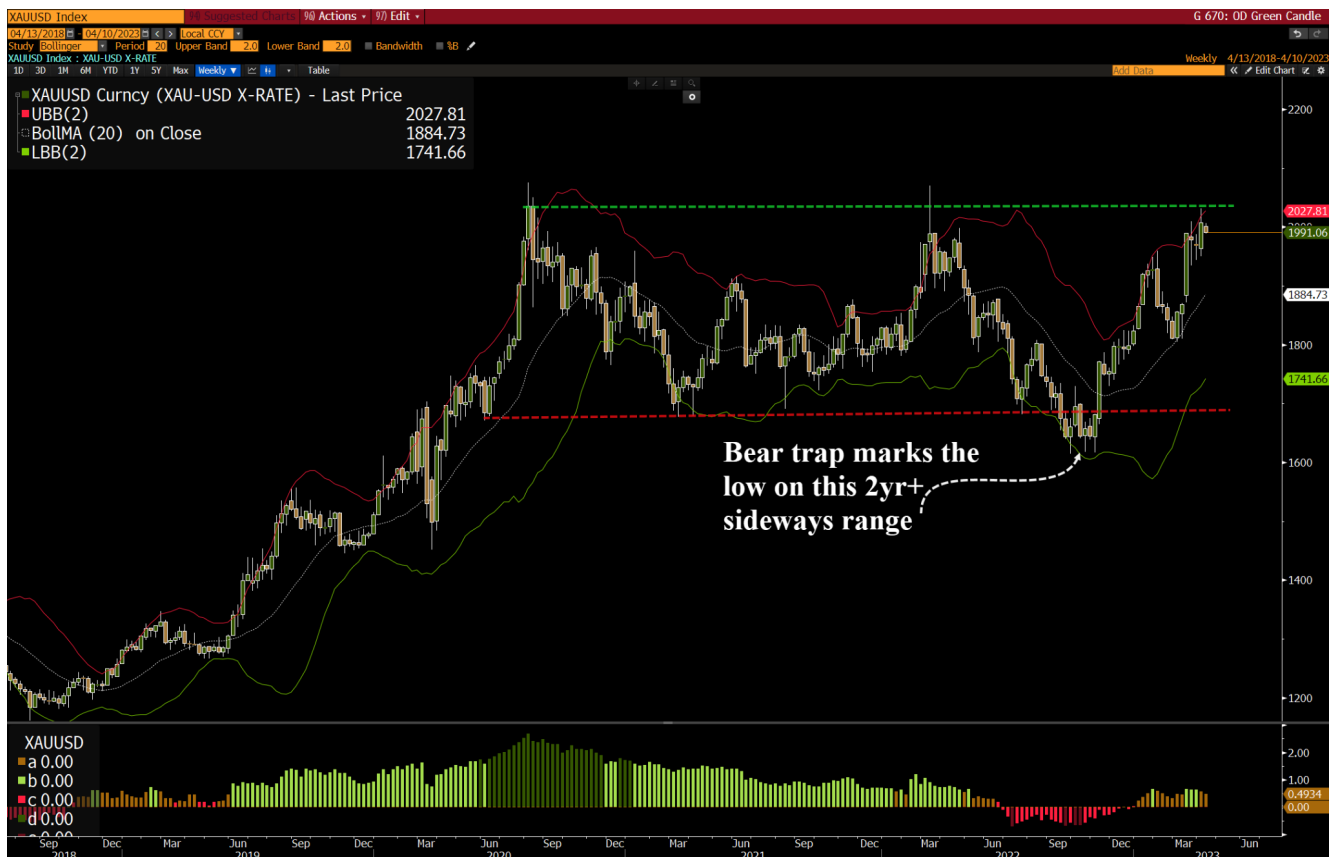 XAUUSD Index 98) Suggested Charts 96) Actions 97) Edit G 670: OD Green Candle
04/13/2018 - 04/10/2023 Local CCY
Study Bollinger Period 20 Upper Band 2.0 Lower Band 2.0 Bandwidth %B
XAUUSD Index : XAU-USD X-RATE Weekly 4/13/2018-4/10/2023
1D 3D 1M 6M YTD 1Y 5Y Max Weekly ▼ Table Add Data « Edit Chart
XAUUSD Curncy (XAU-USD X-RATE) - Last Price
UBB(2) 2027.81
BollMA (20) on Close 1884.73
LBB(2) 1741.66
2200
2027.81
1991.06
1884.73
1800
1741.66
1600
1400
1200
Bear trap marks the
low on this 2yr+
sideways range
XAUUSD
a 0.00
b 0.00
c 0.00
d 0.00
2.00
1.00
0.4934
0.00
Sep Dec Mar Jun Sep Dec Mar Jun Sep Dec Mar Jun Sep Dec Mar Jun Sep Dec Mar Jun
2018 2019 2020 2021 2022 2023